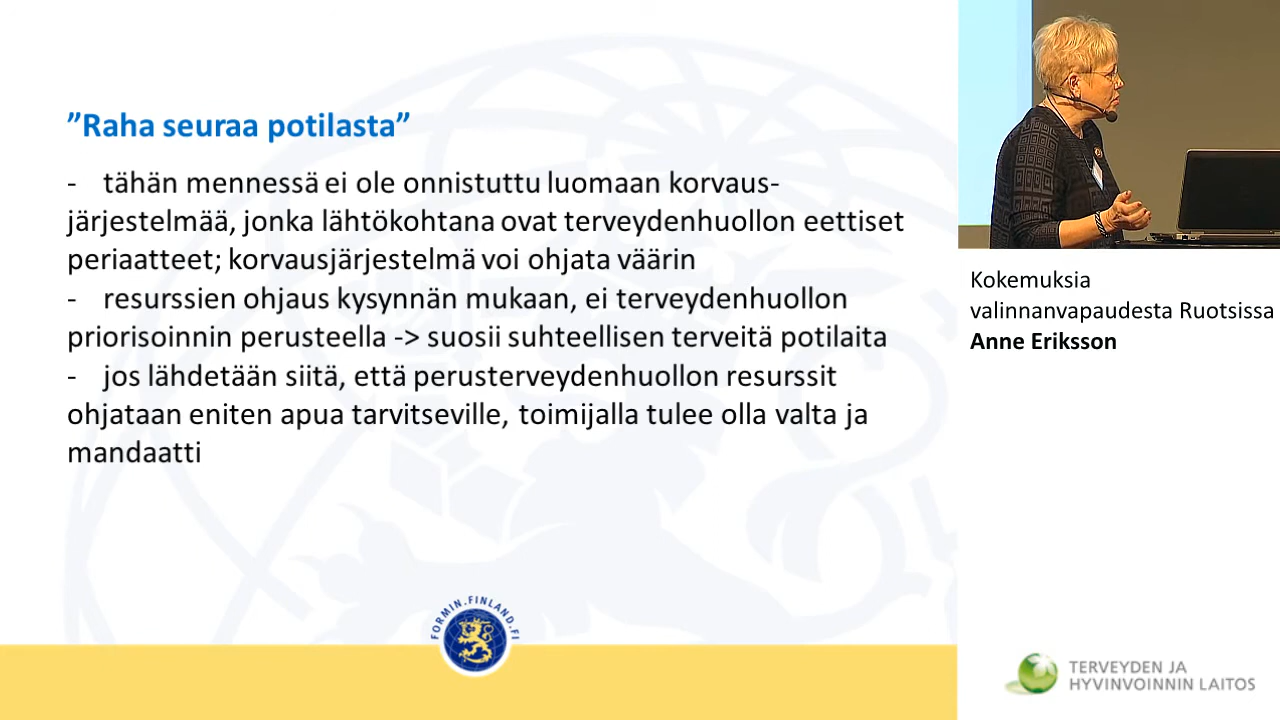 ”Raha seuraa potilasta”
- tähän mennessä ei ole onnistuttu luomaan korvaus-
järjestelmää, jonka lähtökohtana ovat terveydenhuollon eettiset
periaatteet; korvausjärjestelmä voi ohjata väärin
- resurssien ohjaus kysynnän mukaan, ei terveydenhuollon
priorisoinnin perusteella -> suosii suhteellisen terveitä potilaita
- jos lähdetään siitä, että perusterveydenhuollon resurssit
ohjataan eniten apua tarvitseville, toimijalla tulee olla valta ja
mandaatti
FORMIN.FINLAND.FI
Kokemuksia
valinnanvapaudesta Ruotsissa
Anne Eriksson
TERVEYDEN JA
HYVINVOINNIN LAITOS